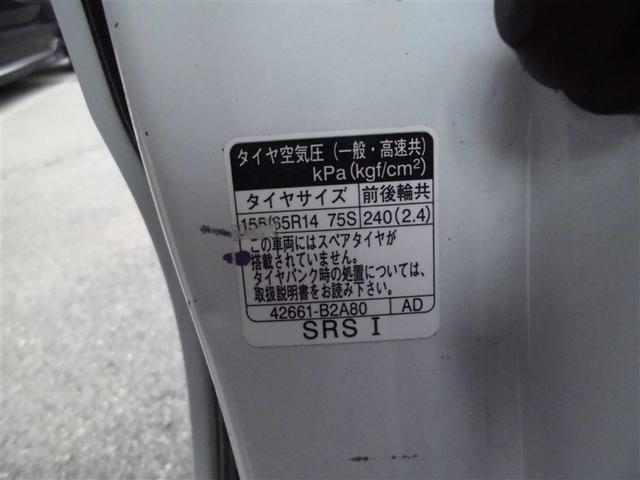 タイヤ空気圧（一般・高速共）
kPa(kgf/cm²)
タイヤサイズ 前後輪共
155/65R14 75S 240(2.4)
この車両にはスペアタイヤが
搭載されていません。
タイヤパンク時の処置については、
取扱説明書をお読み下さい。
42661-B2A80 AD
SRS I